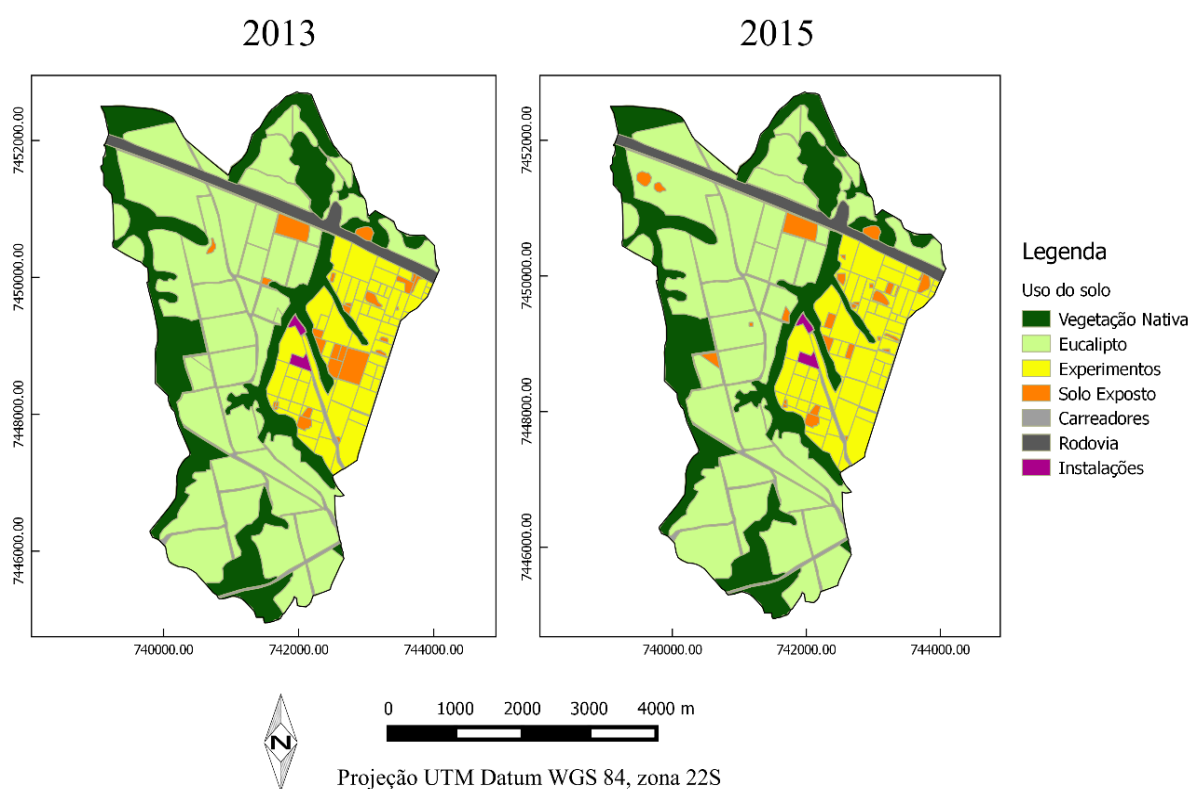 2013
2015
7452000.00
7450000.00
7448000.00
7446000.00
740000.00 742000.00 744000.00
7452000.00
7450000.00
7448000.00
7446000.00
740000.00 742000.00 744000.00
Legenda
Uso do solo
Vegetação Nativa
Eucalipto
Experimentos
Solo Exposto
Carreadores
Rodovia
Instalações
N
0 1000 2000 3000 4000 m
Projeção UTM Datum WGS 84, zona 22S